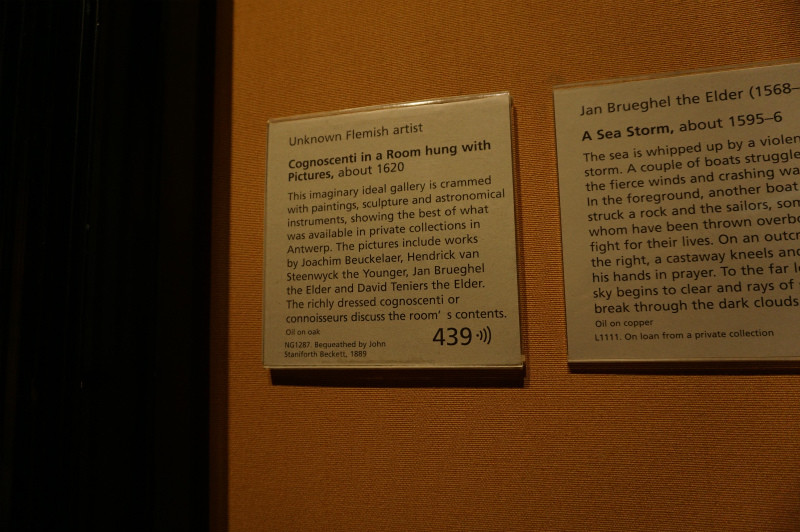 Unknown Flemish artist
Cognoscenti in a Room hung with
Pictures, about 1620
This imaginary ideal gallery is crammed
with paintings, sculpture and astronomical
instruments, showing the best of what
was available in private collections in
Antwerp. The pictures include works
by Joachim Beuckelaer, Hendrick van
Steenwyck the Younger, Jan Brueghel
the Elder and David Teniers the Elder.
The richly dressed cognoscenti or
connoisseurs discuss the room's contents.
Oil on oak
NG1287. Bequeathed by John
Staniforth Beckett, 1889
439
Jan Brueghel the Elder (1568–
A Sea Storm, about 1595–6
The sea is whipped up by a
storm. A couple of boats
the fierce winds and crashing
In the foreground, another boat
struck a rock and the sailors,
whom have been thrown
fight for their lives. On an
the right, a castaway kneels
his hands in prayer. To the far
sky begins to clear and rays of
break through the dark clouds
Oil on copper
L1111. On loan from a private collection